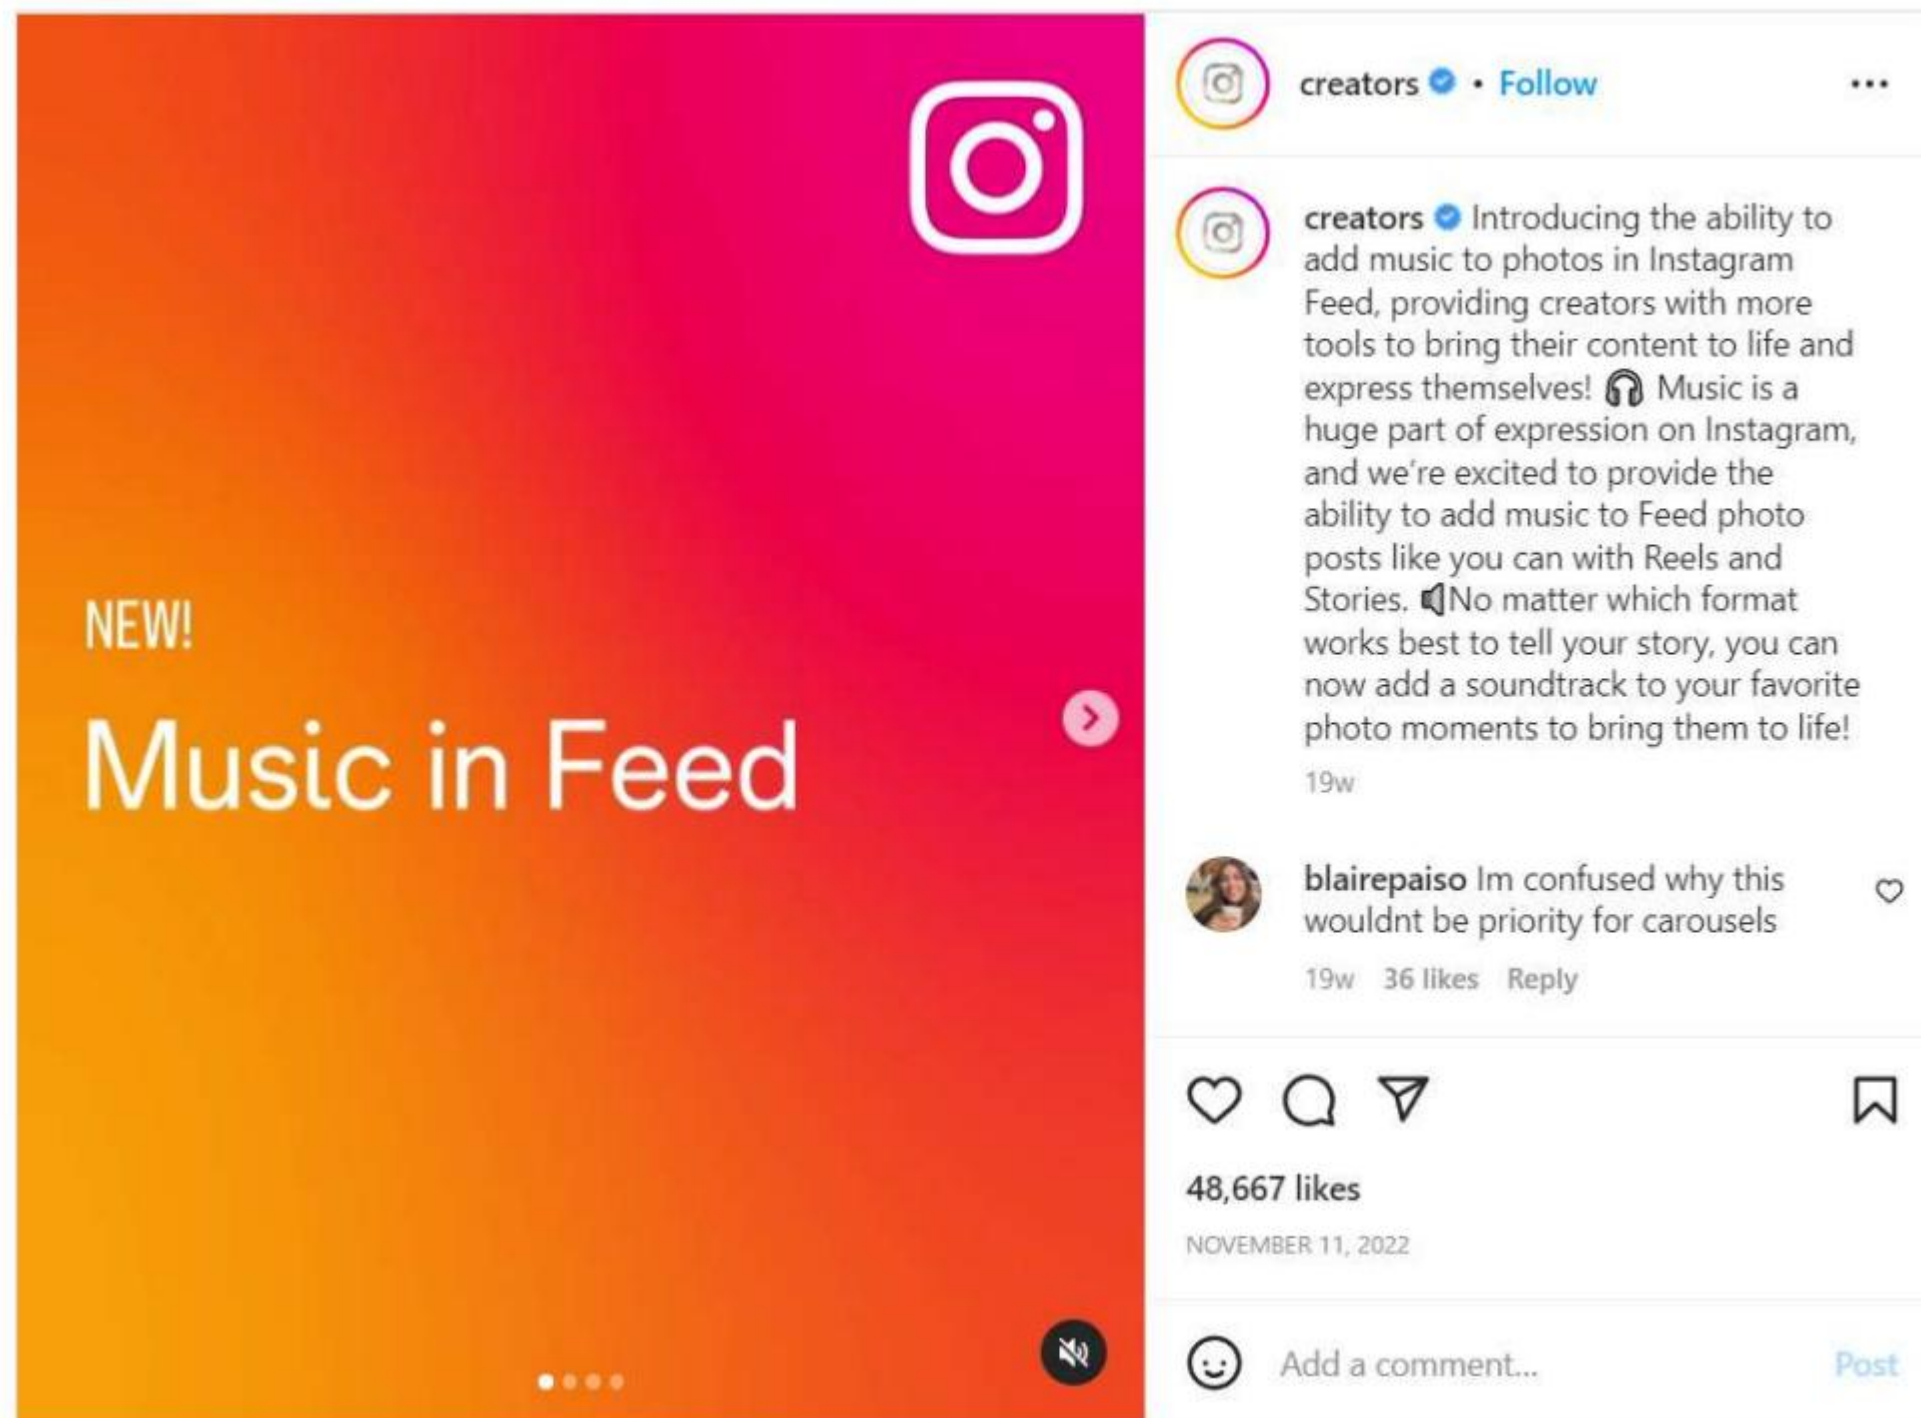 NEW!
Music in Feed
creators • Follow
creators Introducing the ability to
add music to photos in Instagram
Feed, providing creators with more
tools to bring their content to life and
express themselves! 🎧 Music is a
huge part of expression on Instagram,
and we're excited to provide the
ability to add music to Feed photo
posts like you can with Reels and
Stories. 🔈No matter which format
works best to tell your story, you can
now add a soundtrack to your favorite
photo moments to bring them to life!
19w
blairepaiso Im confused why this
wouldnt be priority for carousels
19w 36 likes Reply
48,667 likes
NOVEMBER 11, 2022
Add a comment... Post